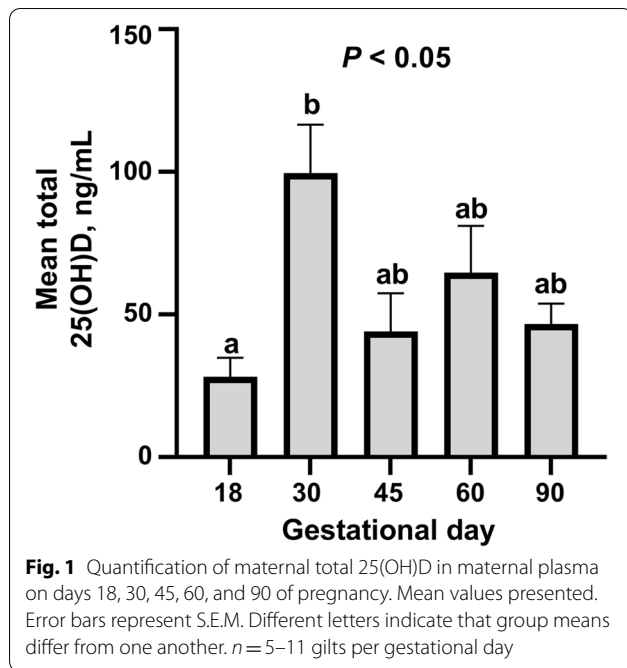 150
P < 0.05
b
100
ab
ab
ab
50
a
0
Mean total
25(OH)D, ng/mL
18 30 45 60 90
Gestational day
Fig. 1 Quantification of maternal total 25(OH)D in maternal plasma
on days 18, 30, 45, 60, and 90 of pregnancy. Mean values presented.
Error bars represent S.E.M. Different letters indicate that group means
differ from one another. n = 5–11 gilts per gestational day